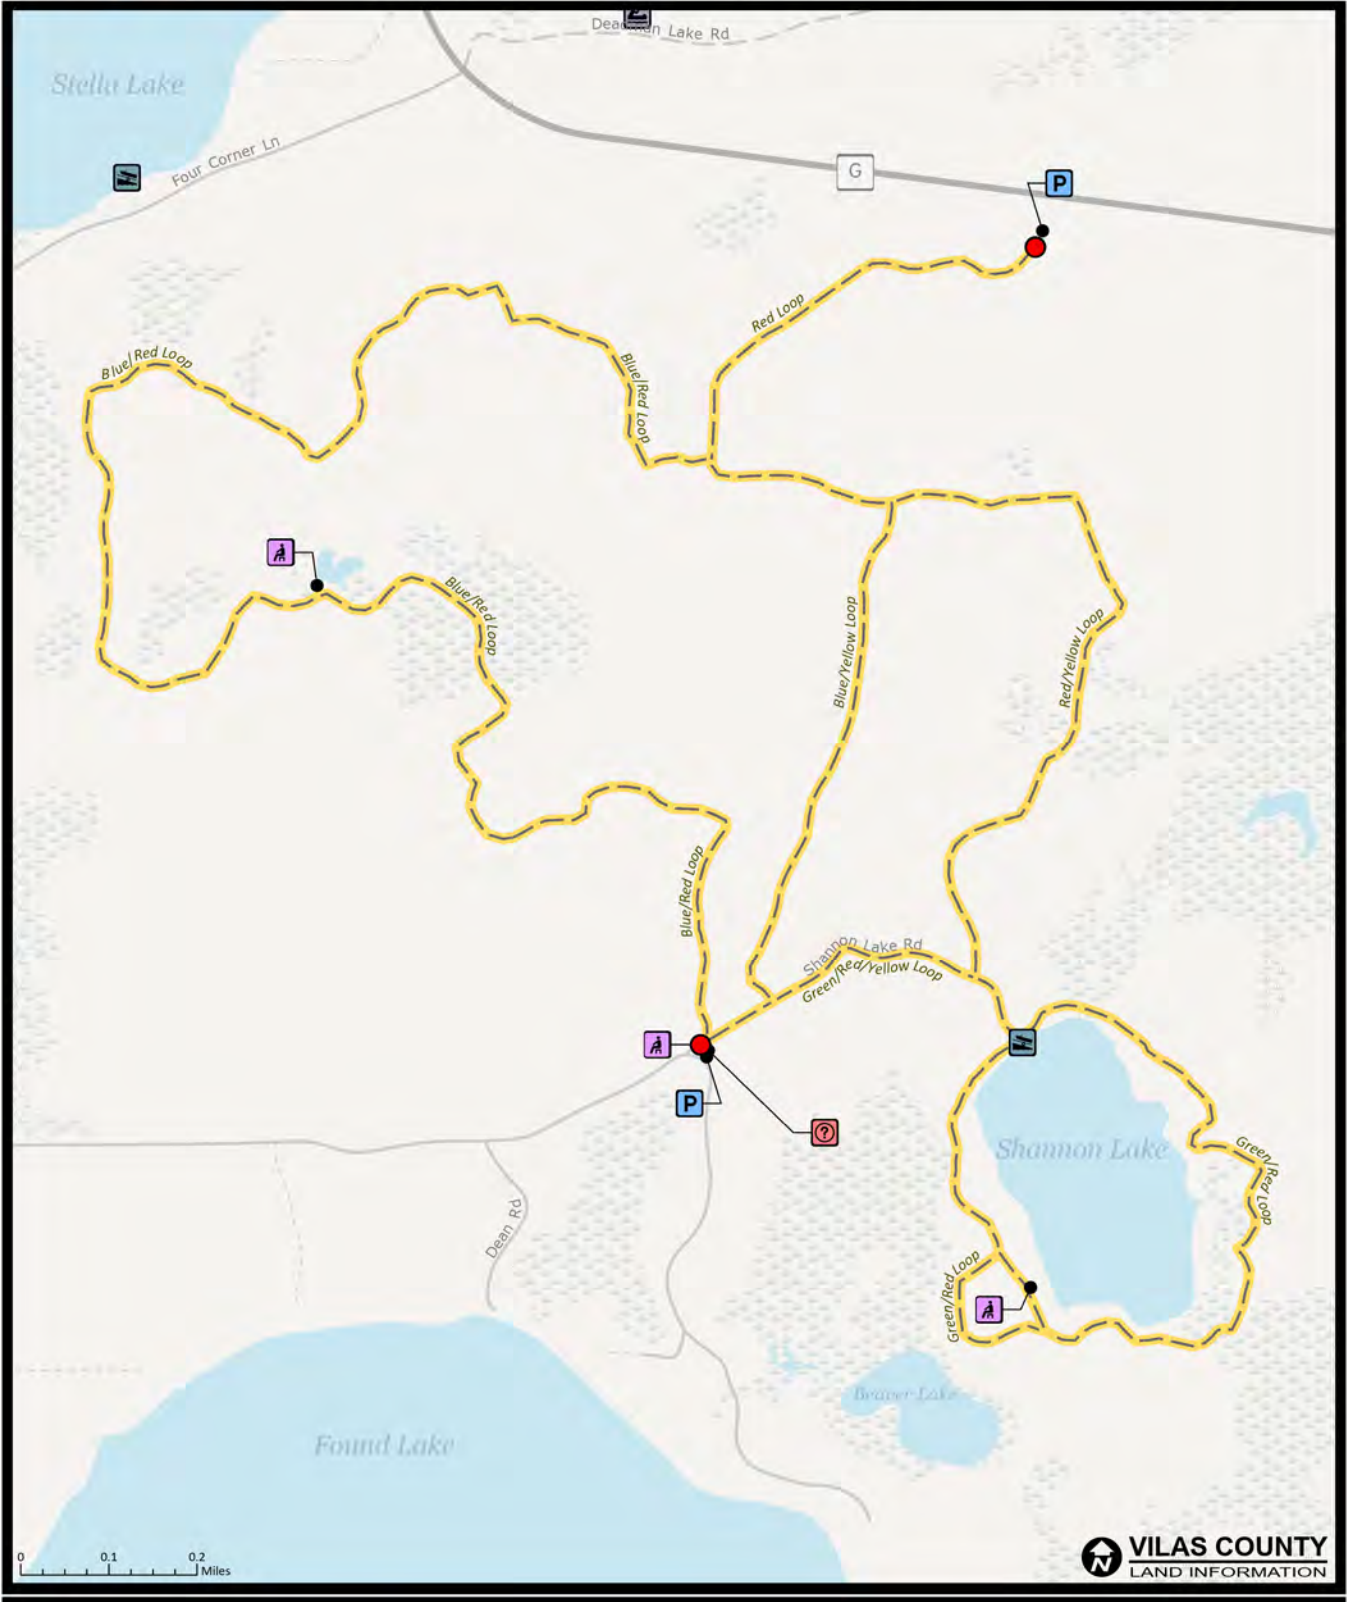 Deadman Lake Rd
Stella Lake
Four Corner Ln
G
P
Red Loop
Blue/Red Loop
Blue/Red Loop
Blue/Red Loop
Blue/Yellow Loop
Red/Yellow Loop
Blue/Red Loop
Shannon Lake Rd
Green/Red/Yellow Loop
P
?
Shannon Lake
Green/Red Loop
Dean Rd
Green/Red Loop
Beaver Lake
Found Lake
0 0.1 0.2
Miles
N
VILAS COUNTY
LAND INFORMATION